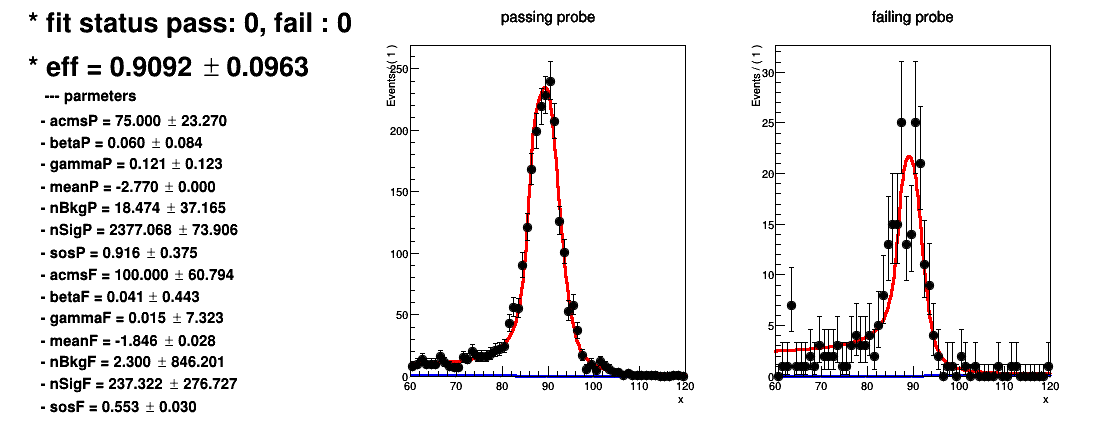 * fit status pass: 0, fail : 0
* eff = 0.9092 ± 0.0963
--- parmeters
- acmsP = 75.000 ± 23.270
- betaP = 0.060 ± 0.084
- gammaP = 0.121 ± 0.123
- meanP = -2.770 ± 0.000
- nBkgP = 18.474 ± 37.165
- nSigP = 2377.068 ± 73.906
- sosP = 0.916 ± 0.375
- acmsF = 100.000 ± 60.794
- betaF = 0.041 ± 0.443
- gammaF = 0.015 ± 7.323
- meanF = -1.846 ± 0.028
- nBkgF = 2.300 ± 846.201
- nSigF = 237.322 ± 276.727
- sosF = 0.553 ± 0.030
passing probe
Events / ( 1 )
250
200
150
100
50
0
60 70 80 90 100 110 120
x
failing probe
Events / ( 1 )
30
25
20
15
10
5
0
60 70 80 90 100 110 120
x